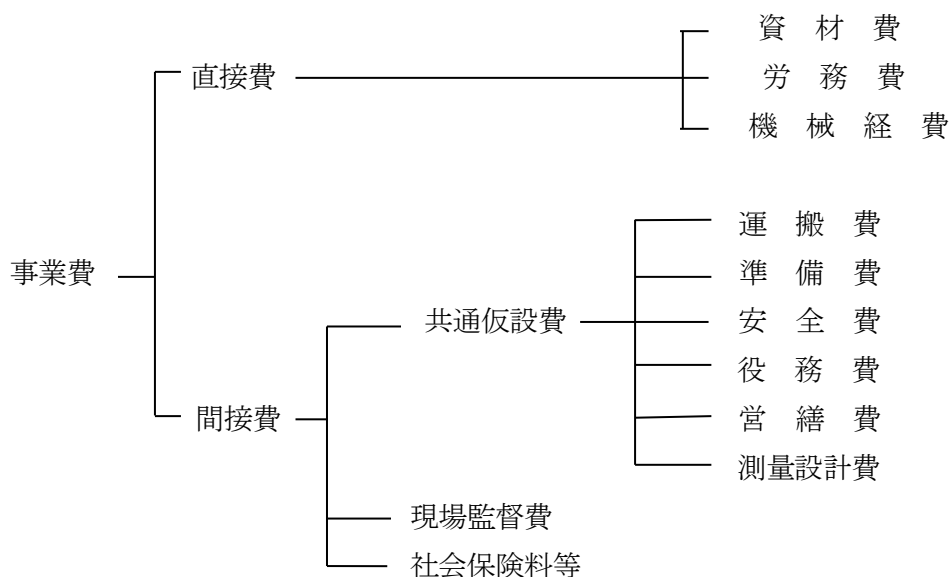 資材費
直接費
労務費
機械経費
運搬費
事業費
準備費
共通仮設費
安全費
役務費
間接費
営繕費
測量設計費
現場監督費
社会保険料等